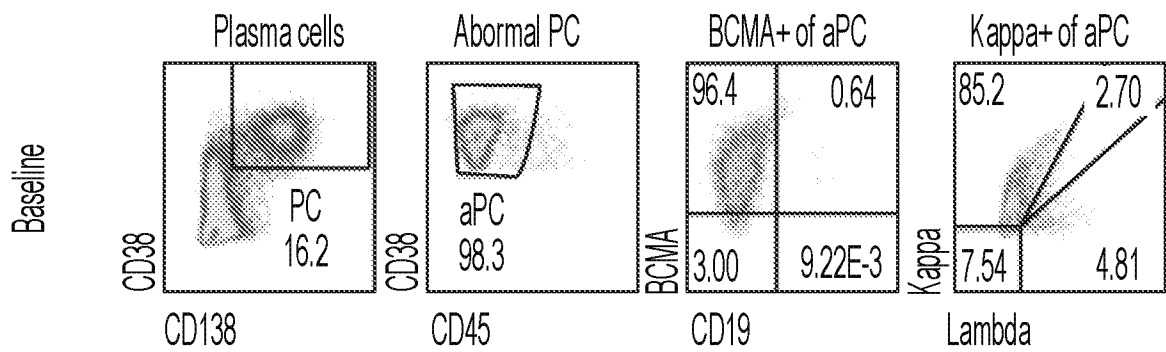 Plasma cells
Abormal PC
BCMA+ of aPC
Kappa+ of aPC
Baseline
CD38
PC
16.2
CD138
CD38
aPC
98.3
CD45
BCMA
96.4
0.64
3.00
9.22E-3
CD19
Kappa
85.2
2.70
7.54
4.81
Lambda